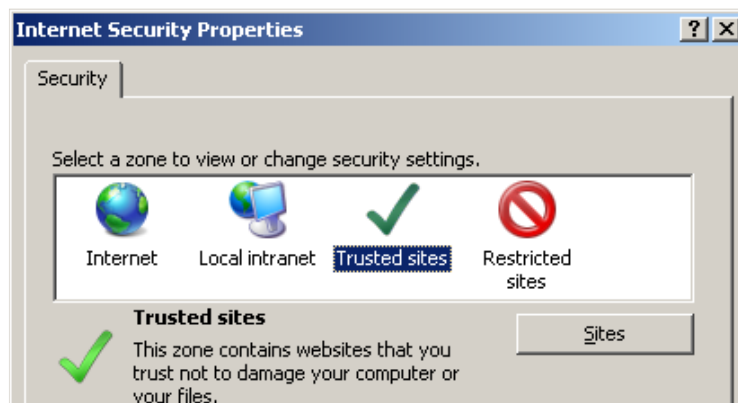 Internet Security Properties
Security
Select a zone to view or change security settings.
Internet
Local intranet
Trusted sites
Restricted
sites
Trusted sites
This zone contains websites that you
trust not to damage your computer or
your files.
Sites